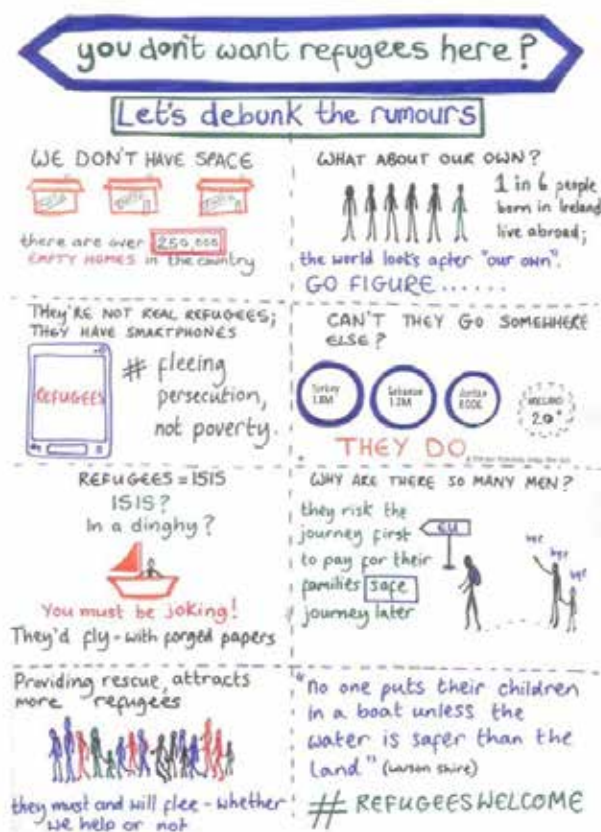 you don't want refugees here?
Let's debunk the rumours
WE DON'T HAVE SPACE
there are over 250,000
EMPTY HOMES in the country
WHAT ABOUT OUR OWN?
1 in 6 people
born in Ireland
live abroad;
the world looks after "our own".
GO FIGURE......
THEY'RE NOT REAL REFUGEES;
THEY HAVE SMARTPHONES
REFUGEES
# fleeing
persecution,
not poverty.
CAN'T THEY GO SOMEWHERE
ELSE?
Turkey
1.8M
Lebanon
1.2M
Jordan
600K
IRELAND
THEY DO
REFUGEES = ISIS
ISIS?
In a dinghy?
You must be joking!
They'd fly - with forged papers
WHY ARE THERE SO MANY MEN?
they risk the
journey first
to pay for their
families safe
journey later
EU
bye
bye
bye
Providing rescue, attracts
more refugees
they must and will flee - whether
we help or not
"No one puts their children
in a boat unless the
water is safer than the
land" (warson shire)
# REFUGEESWELCOME